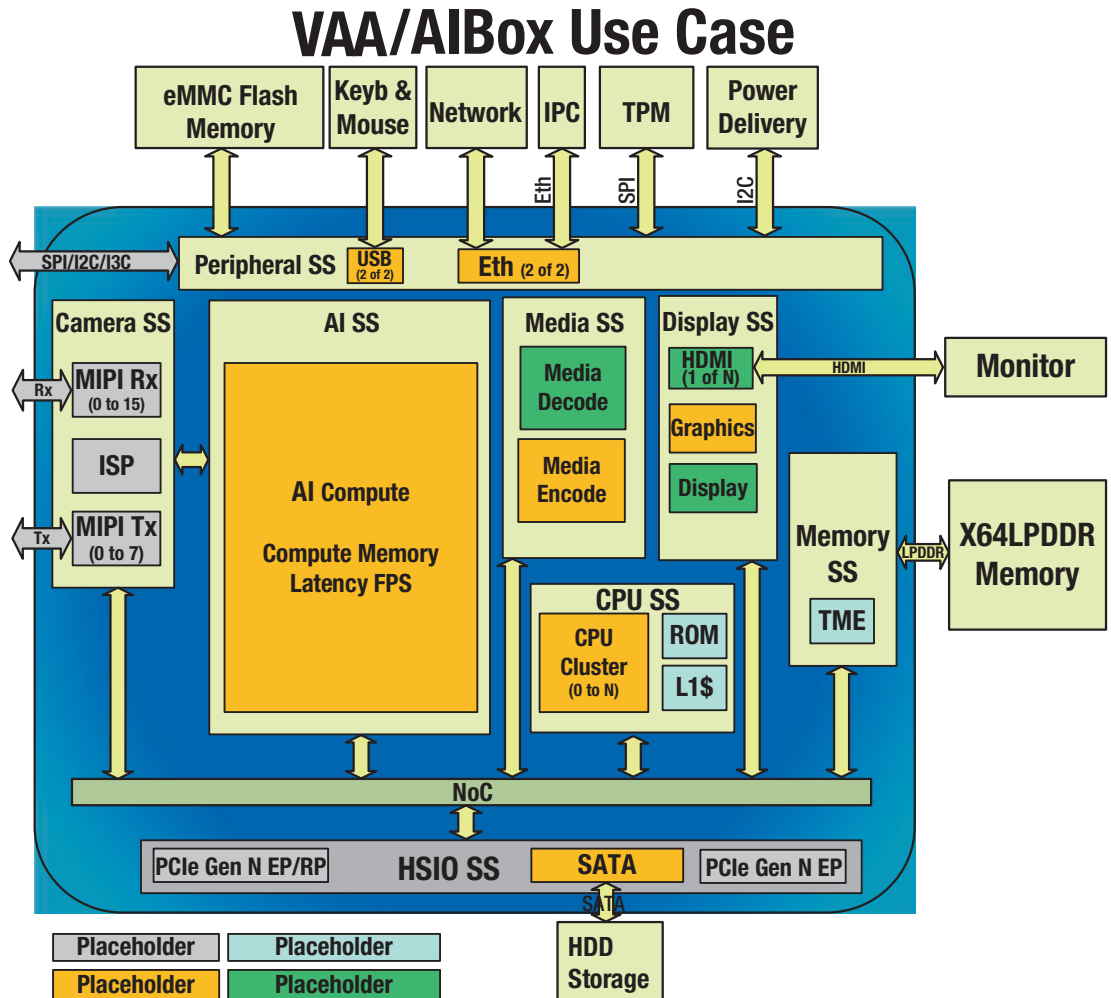 VAA/AIBox Use Case
eMMC Flash
Memory
Keyb &
Mouse
Network
IPC
TPM
Power
Delivery
Eth
SPI
I2C
SPI/I2C/I3C
Peripheral SS
USB
(2 of 2)
Eth (2 of 2)
Camera SS
MIPI Rx
(0 to 15)
Rx
ISP
MIPI Tx
(0 to 7)
Tx
AI SS
AI Compute
Compute Memory
Latency FPS
Media SS
Media
Decode
Media
Encode
Display SS
HDMI
(1 of N)
Graphics
Display
HDMI
Monitor
CPU SS
CPU
Cluster
(0 to N)
ROM
L1$
Memory
SS
TME
LPDDR
X64LPDDR
Memory
NoC
PCIe Gen N EP/RP
HSIO SS
SATA
PCIe Gen N EP
SATA
HDD
Storage
Placeholder
Placeholder
Placeholder
Placeholder